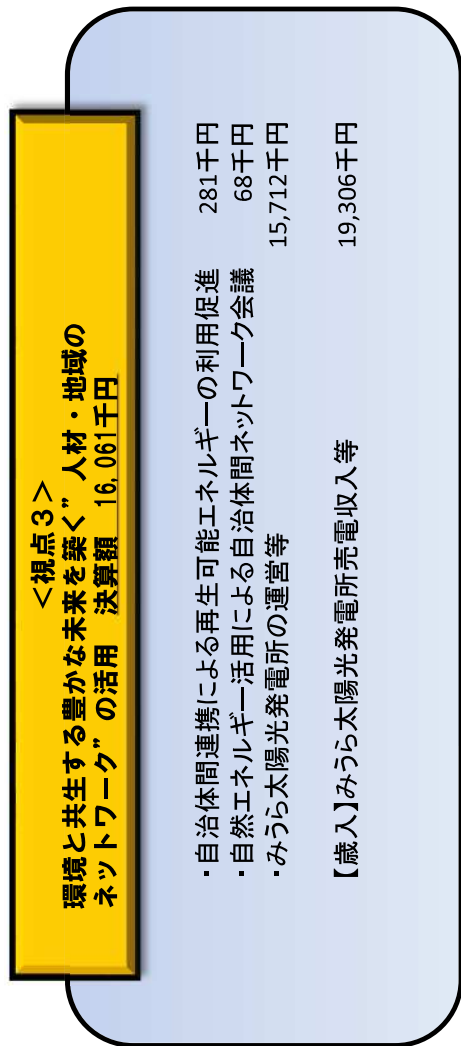 <視点3>
環境と共生する豊かな未来を築く”人材・地域の
ネットワーク”の活用 決算額 16,061千円
・自治体間連携による再生可能エネルギーの利用促進 281千円
・自然エネルギー活用による自治体間ネットワーク会議 68千円
・みうら太陽光発電所の運営等 15,712千円
【歳入】みうら太陽光発電所売電収入等 19,306千円